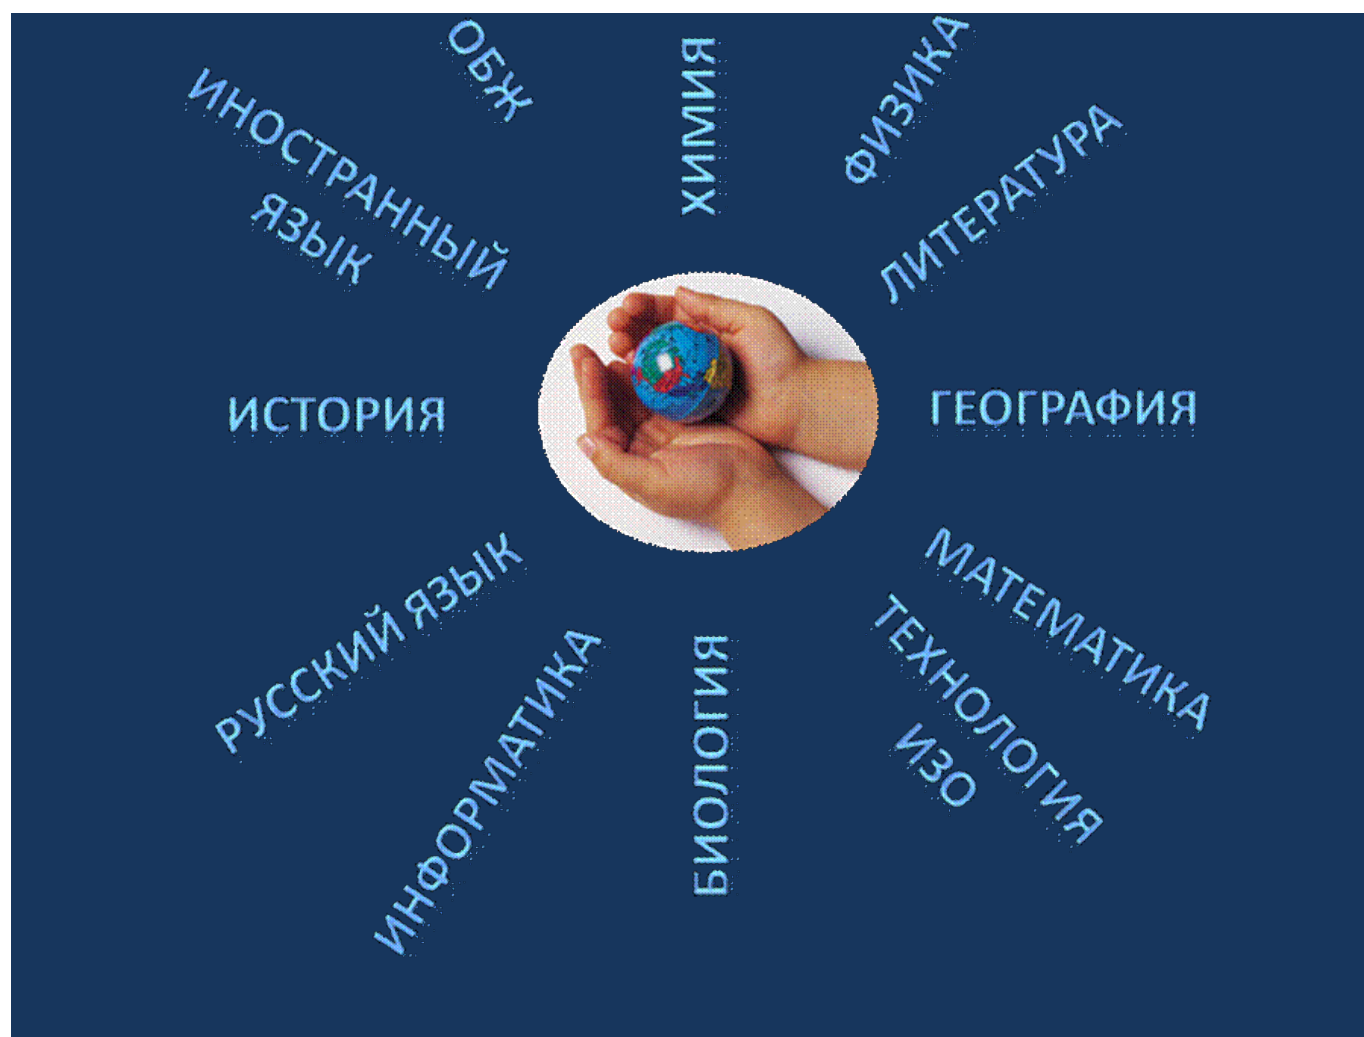 ОБЖ
ХИМИЯ
ФИЗИКА
ИНОСТРАННЫЙ
ЯЗЫК
ЛИТЕРАТУРА
ИСТОРИЯ
ГЕОГРАФИЯ
РУССКИЙ ЯЗЫК
МАТЕМАТИКА
ИНФОРМАТИКА
БИОЛОГИЯ
ТЕХНОЛОГИЯ
ИЗО